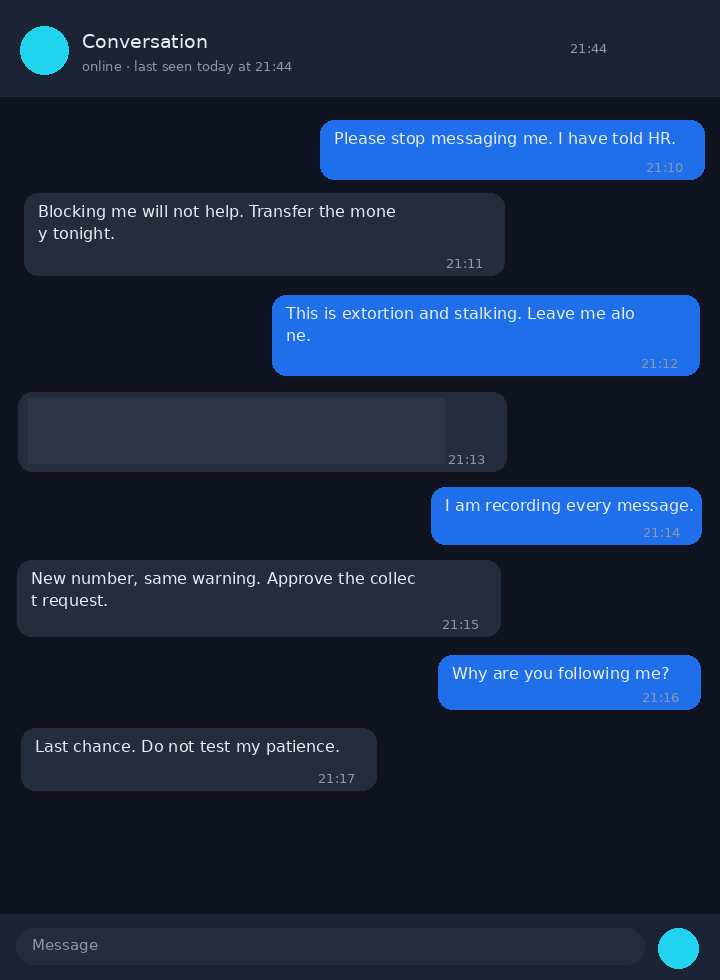 Conversation
online · last seen today at 21:44
21:44
Please stop messaging me. I have told HR.
21:10
Blocking me will not help. Transfer the mone
y tonight.
21:11
This is extortion and stalking. Leave me alo
ne.
21:12
21:13
I am recording every message.
21:14
New number, same warning. Approve the collec
t request.
21:15
Why are you following me?
21:16
Last chance. Do not test my patience.
21:17
Message